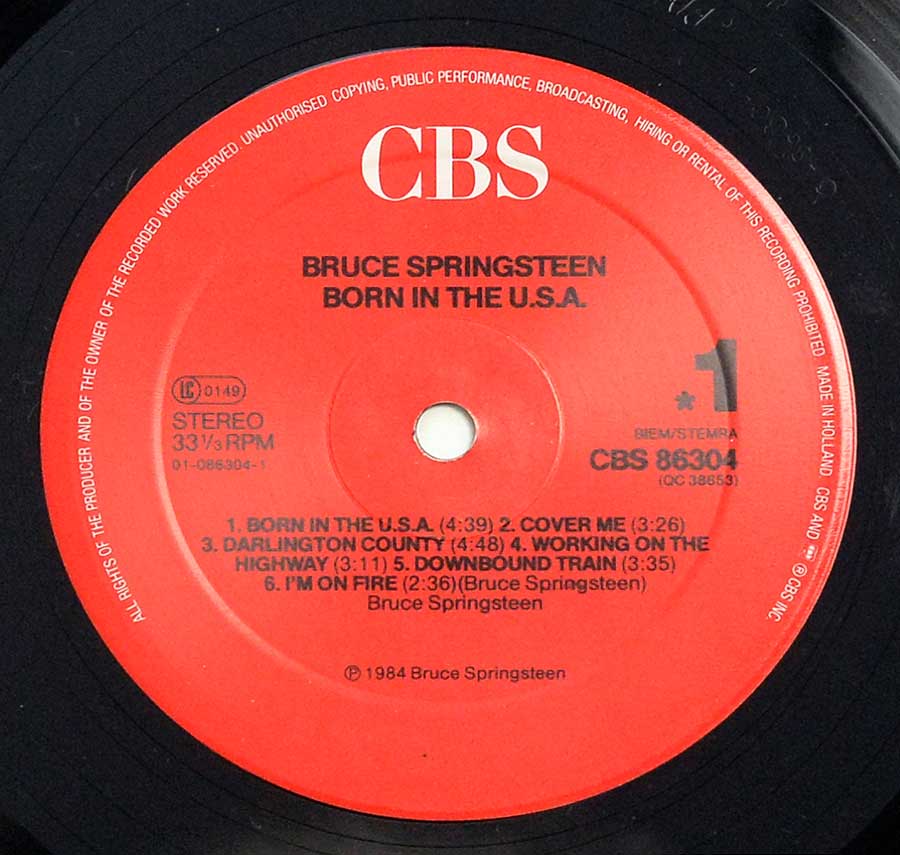 ALL RIGHTS OF THE PRODUCER AND OF THE OWNER OF THE RECORDED WORK RESERVED. UNAUTHORISED COPYING, PUBLIC PERFORMANCE, BROADCASTING, HIRING OR RENTAL OF THIS RECORDING PROHIBITED MADE IN HOLLAND CBS AND ℗ CBS INC.
CBS
BRUCE SPRINGSTEEN
BORN IN THE U.S.A.
*1
LC 0149
BIEM/STEMRA
STEREO
CBS 86304
33 1/3 RPM
(QC 38653)
01-086304-1
1. BORN IN THE U.S.A. (4:39) 2. COVER ME (3:26)
3. DARLINGTON COUNTY (4:48) 4. WORKING ON THE
HIGHWAY (3:11) 5. DOWNBOUND TRAIN (3:35)
6. I'M ON FIRE (2:36)(Bruce Springsteen)
Bruce Springsteen
℗ 1984 Bruce Springsteen